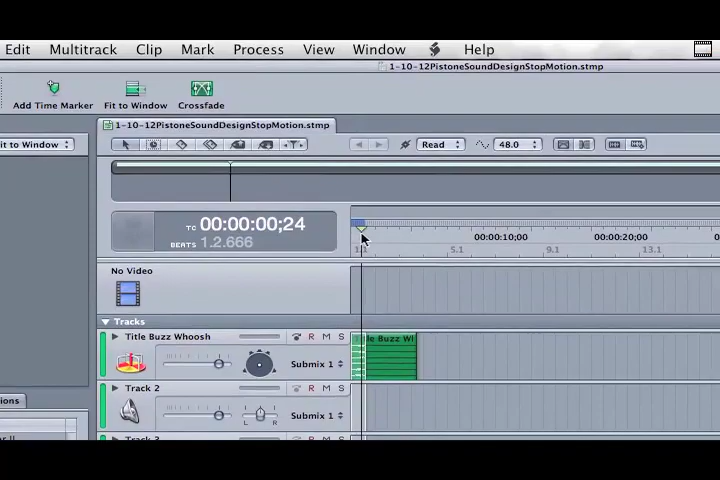 Edit Multitrack Clip Mark Process View Window Help
1-10-12PistoneSoundDesignStopMotion.stmp
Add Time Marker Fit to Window Crossfade
1-10-12PistoneSoundDesignStopMotion.stmp
it to Window Read 48.0
TC 00:00:00;24
BEATS 1.2.666
00:00:10;00 00:00:20;00
5.1 9.1 13.1
No Video
Tracks
Title Buzz Whoosh R M S
Submix 1
Track 2 R M S
ions Submix 1
L R